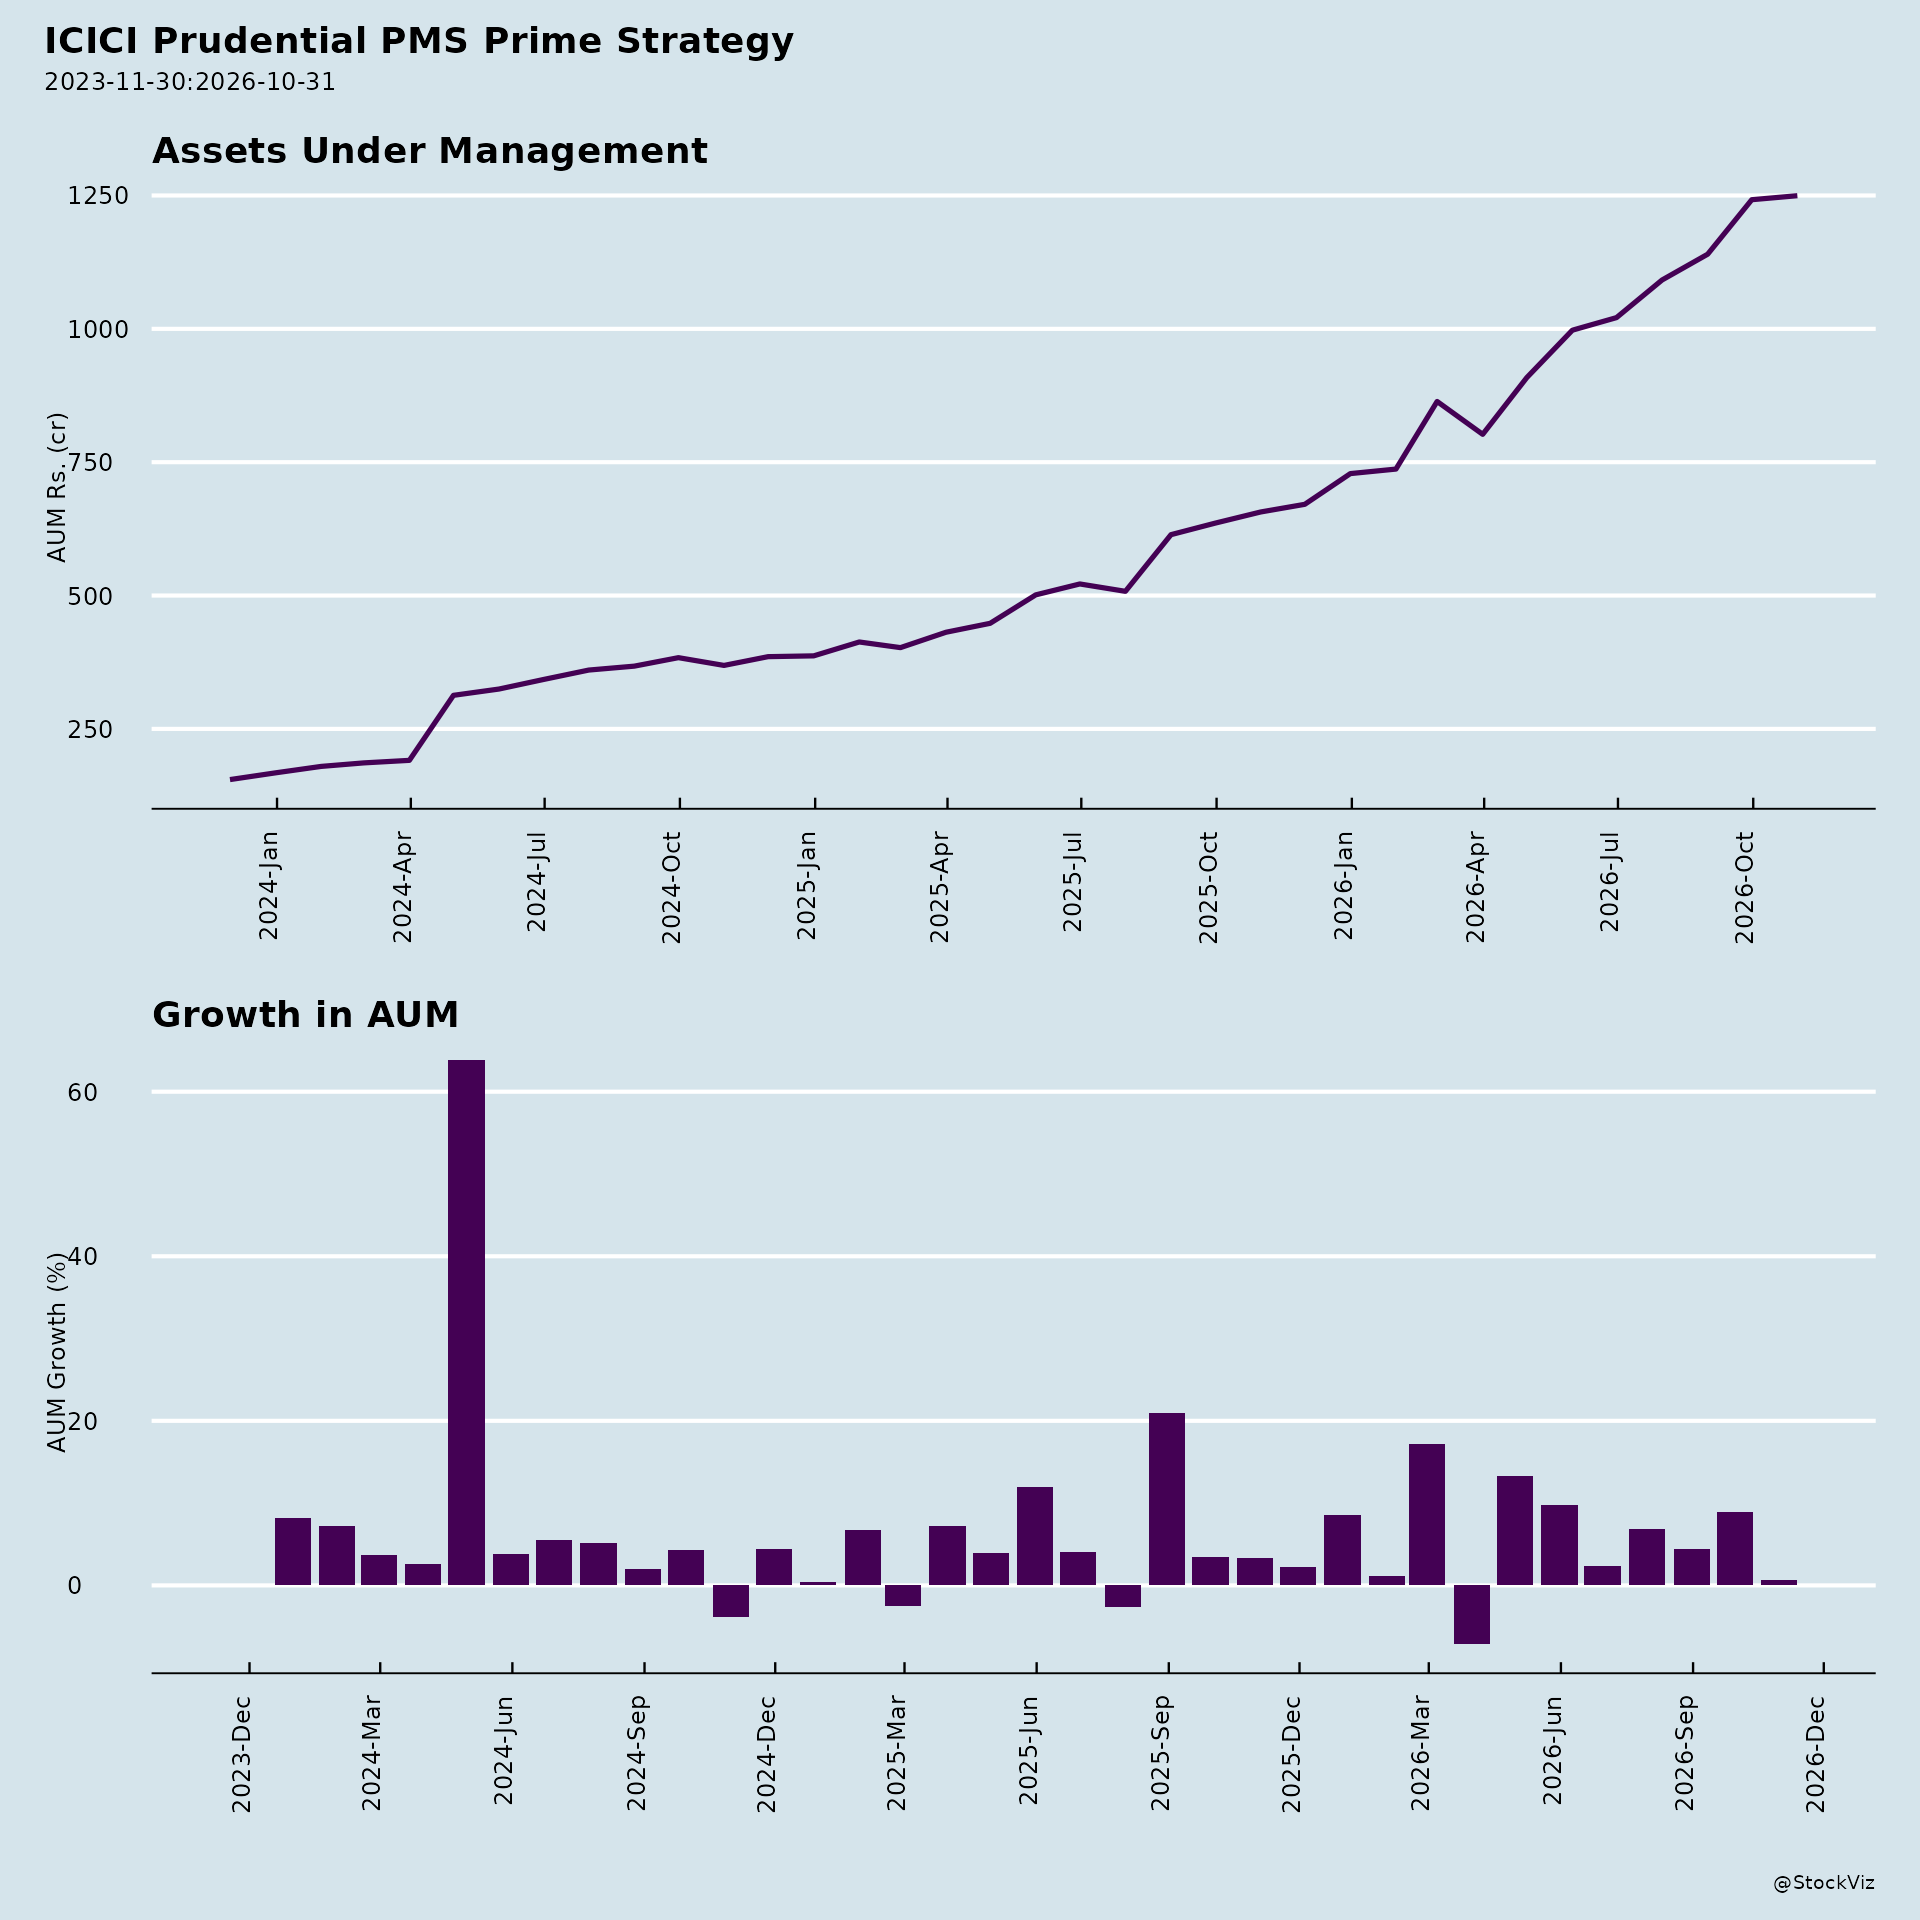 ICICI Prudential PMS Prime Strategy
2023-11-30:2026-10-31
Assets Under Management
AUM Rs. (cr)
1250
1000
750
500
250
2024-Jan
2024-Apr
2024-Jul
2024-Oct
2025-Jan
2025-Apr
2025-Jul
2025-Oct
2026-Jan
2026-Apr
2026-Jul
2026-Oct
Growth in AUM
AUM Growth (%)
60
40
20
0
2023-Dec
2024-Mar
2024-Jun
2024-Sep
2024-Dec
2025-Mar
2025-Jun
2025-Sep
2025-Dec
2026-Mar
2026-Jun
2026-Sep
2026-Dec
@StockViz